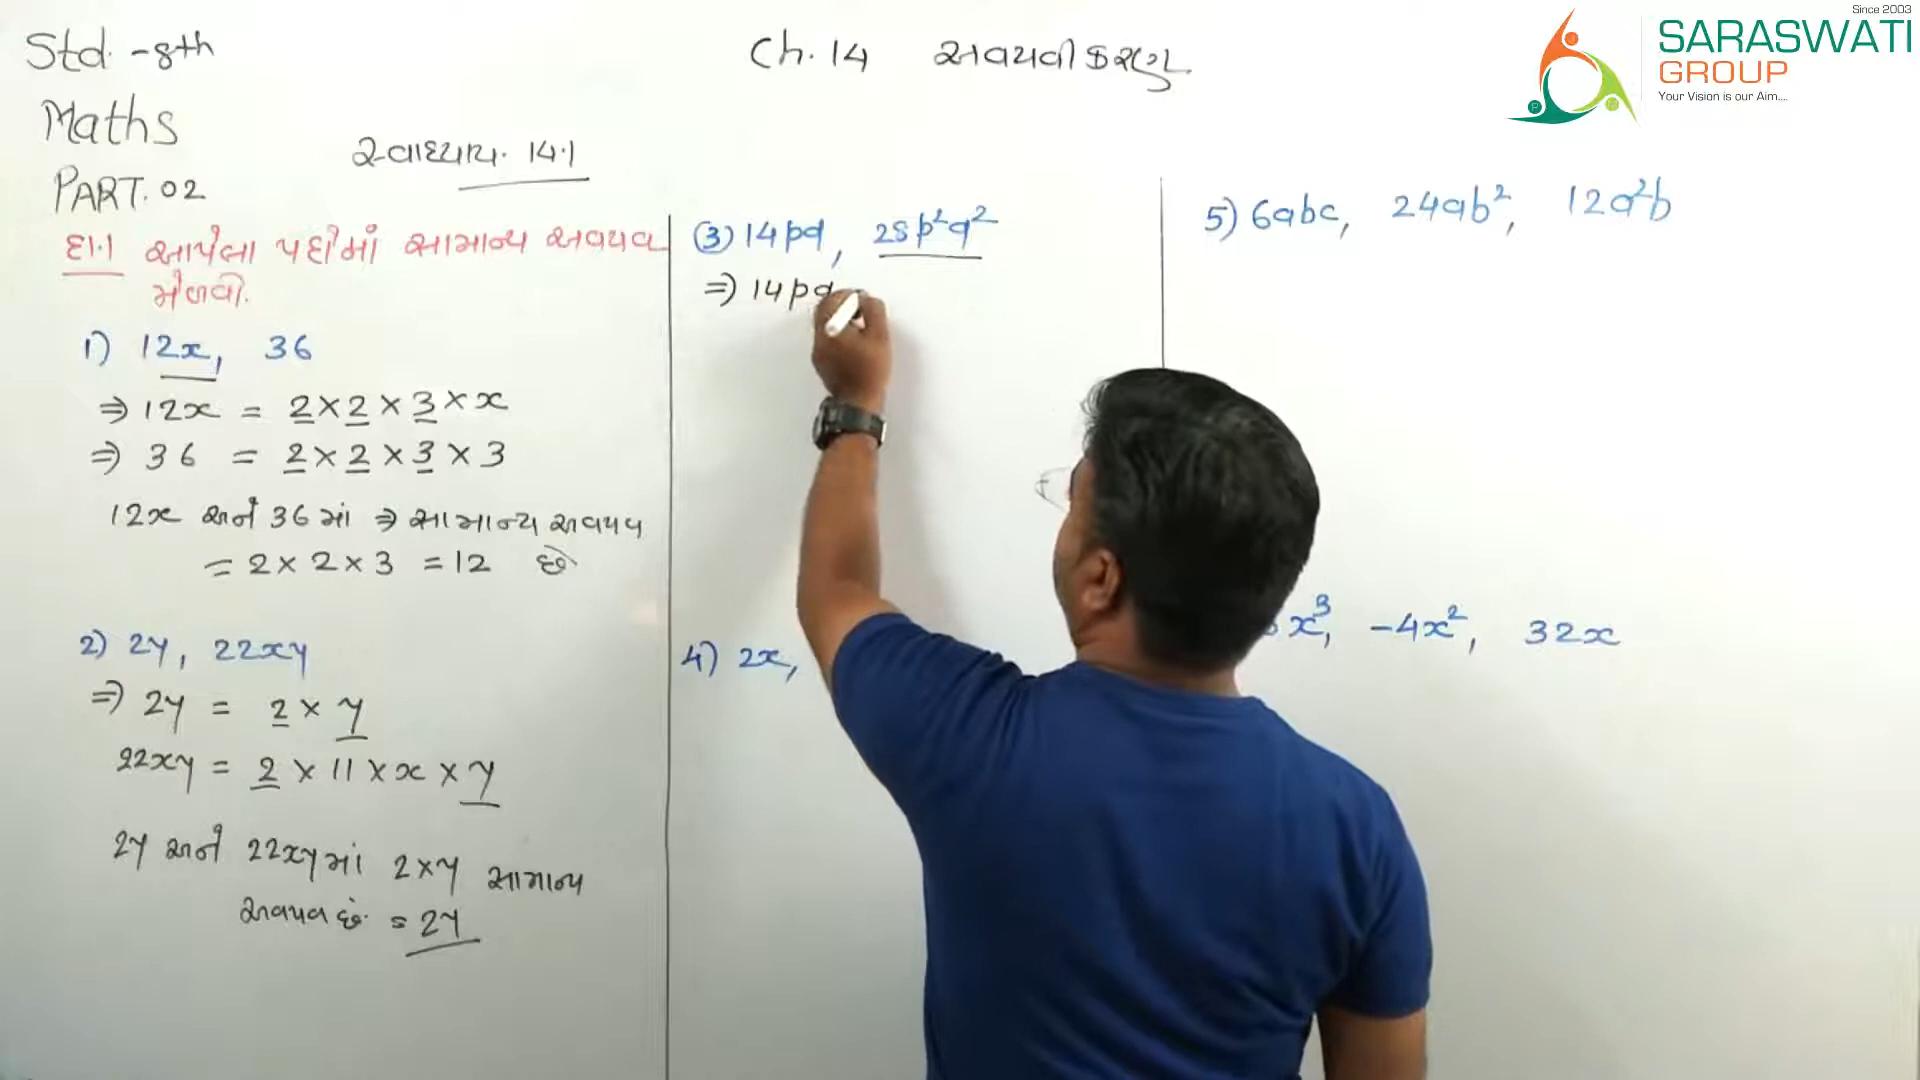 Std. -8th
Maths
PART. 02
Ch. 14 અવયવીકરણ
Since 2003
SARASWATI
GROUP
Your Vision is our Aim....
સ્વાધ્યાય. 14.1
દા.1 આપેલા પદોમાં સામાન્ય અવયવ
મેળવો.
1) 12x, 36
⇒ 12x = 2 × 2 × 3 × x
⇒ 36 = 2 × 2 × 3 × 3
12x અને 36 માં ⇒ સામાન્ય અવયવ
= 2 × 2 × 3 = 12 છે
2) 2y, 22xy
⇒ 2y = 2 × y
22xy = 2 × 11 × x × y
2y અને 22xy માં 2 × y સામાન્ય
અવયવ છે. = 2y
(3) 14pq, 28p²q²
⇒ 14pq
4) 2x,
5) 6abc, 24ab², 12a²b
x³, -4x², 32x